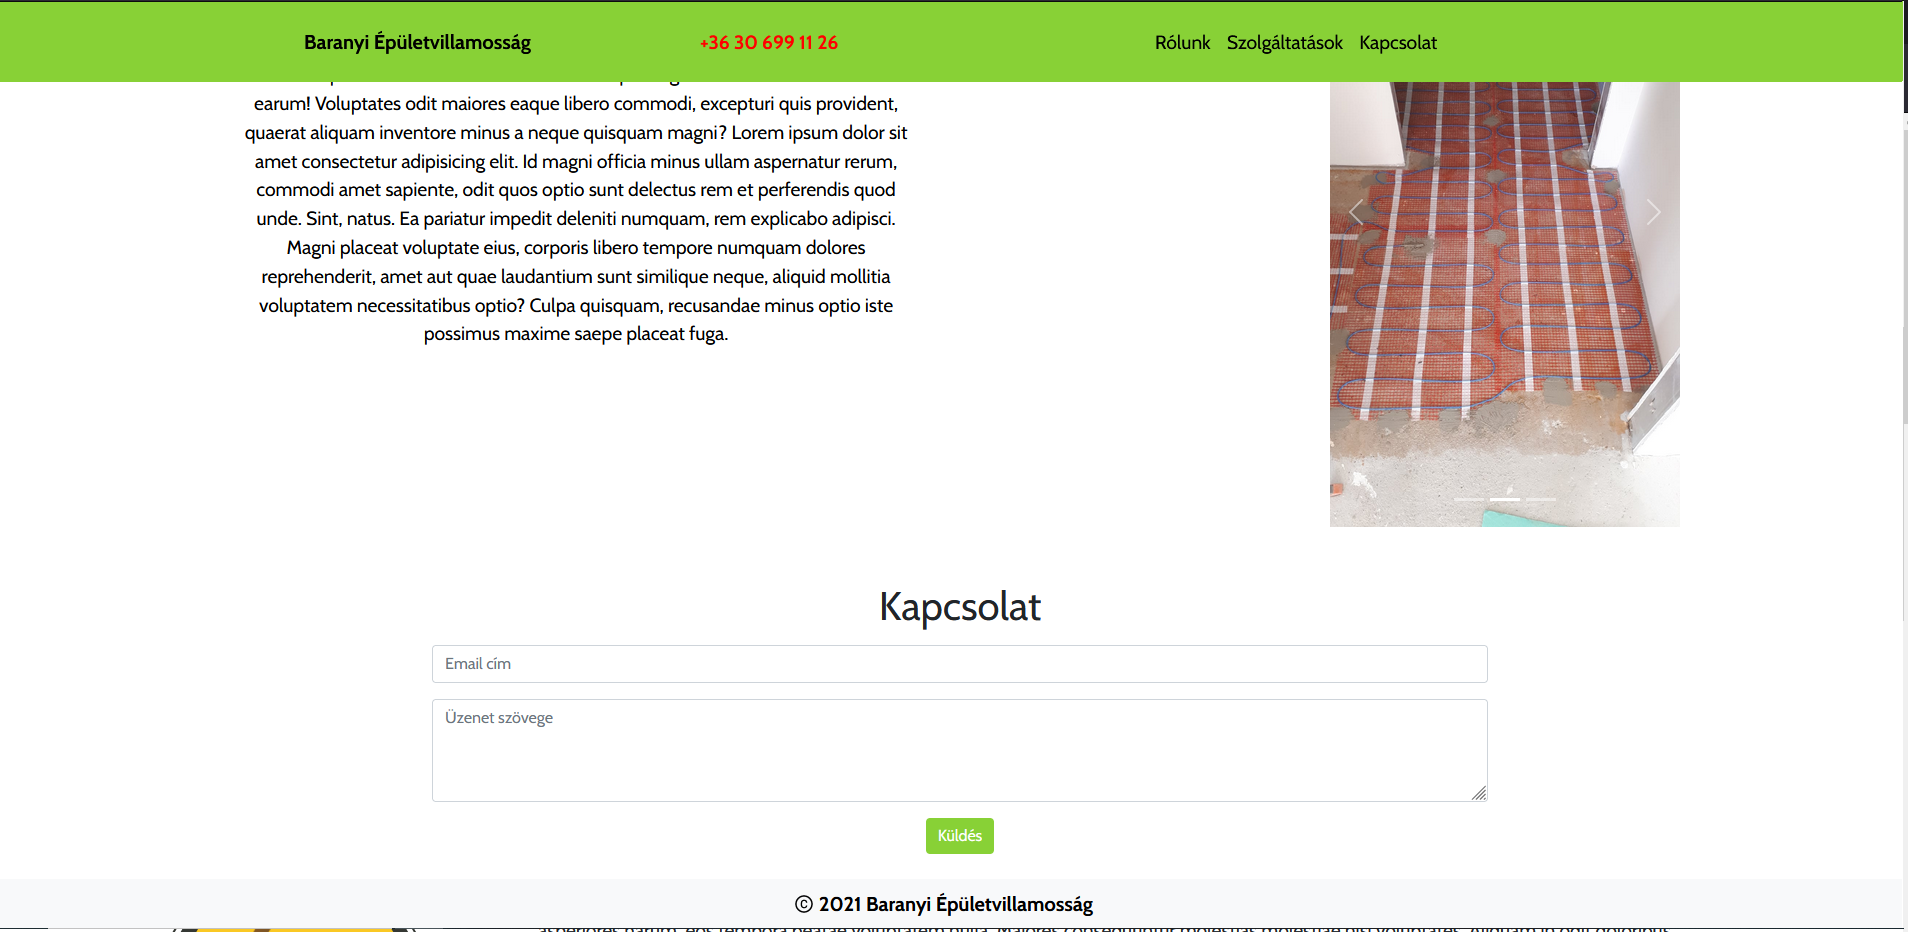 Baranyi Épületvillamosság
+36 30 699 11 26
Rólunk Szolgáltatások Kapcsolat
earum! Voluptates odit maiores eaque libero commodi, excepturi quis provident,
quaerat aliquam inventore minus a neque quisquam magni? Lorem ipsum dolor sit
amet consectetur adipisicing elit. Id magni officia minus ullam aspernatur rerum,
commodi amet sapiente, odit quos optio sunt delectus rem et perferendis quod
unde. Sint, natus. Ea pariatur impedit deleniti numquam, rem explicabo adipisci.
Magni placeat voluptate eius, corporis libero tempore numquam dolores
reprehenderit, amet aut quae laudantium sunt similique neque, aliquid mollitia
voluptatem necessitatibus optio? Culpa quisquam, recusandae minus optio iste
possimus maxime saepe placeat fuga.
Kapcsolat
Email cím
Üzenet szövege
Küldés
© 2021 Baranyi Épületvillamosság